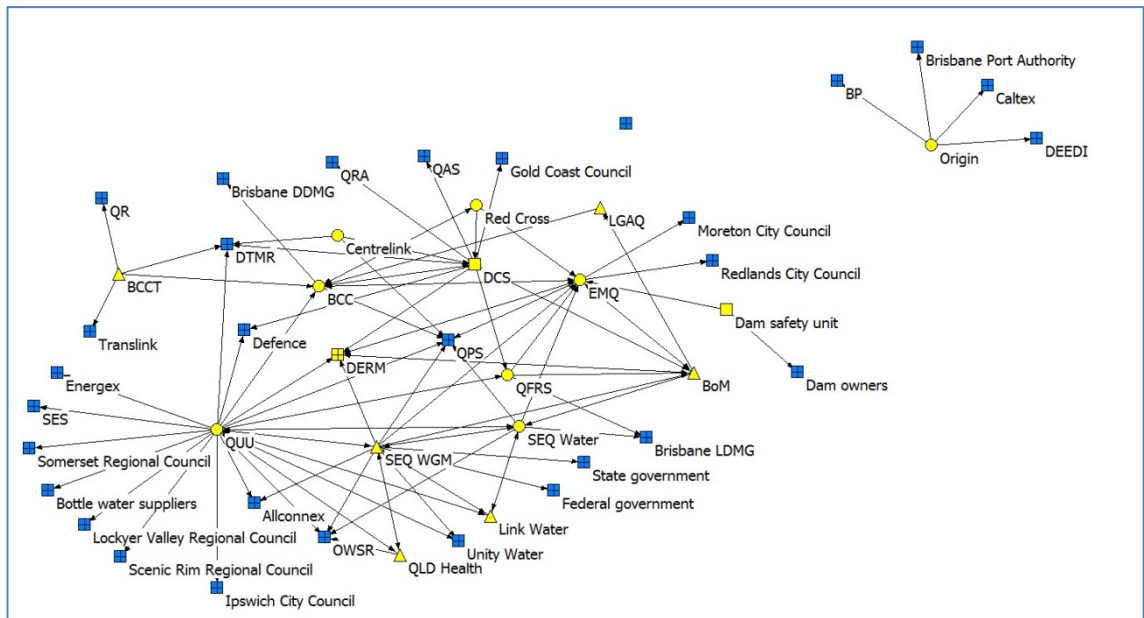 Brisbane Port Authority
BP
Caltex
DEEDI
Origin
QAS
Gold Coast Council
QRA
Brisbane DDMG
QR
Red Cross
LGAQ
Moreton City Council
Centrelink
DTMR
Redlands City Council
BCCT
BCC
DCS
EMQ
Dam safety unit
Translink
Defence
QPS
DERM
QFRS
BoM
Dam owners
Energex
SES
QUU
SEQ WGM
SEQ Water
Brisbane LDMG
Somerset Regional Council
State government
Bottle water suppliers
Federal government
Allconnex
Lockyer Valley Regional Council
Link Water
OWSR
Unity Water
Scenic Rim Regional Council
QLD Health
Ipswich City Council